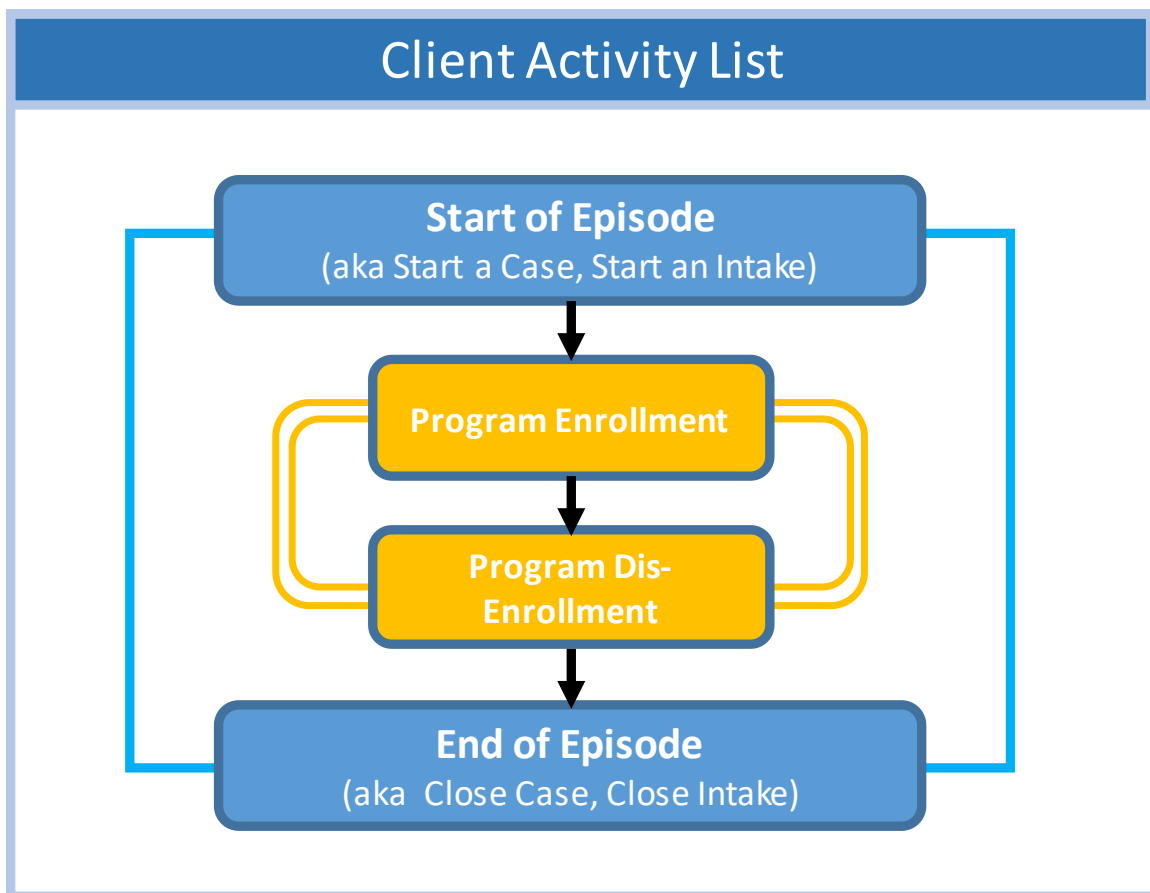 Client Activity List
Start of Episode
(aka Start a Case, Start an Intake)
Program Enrollment
Program Dis-
Enrollment
End of Episode
(aka  Close Case, Close Intake)